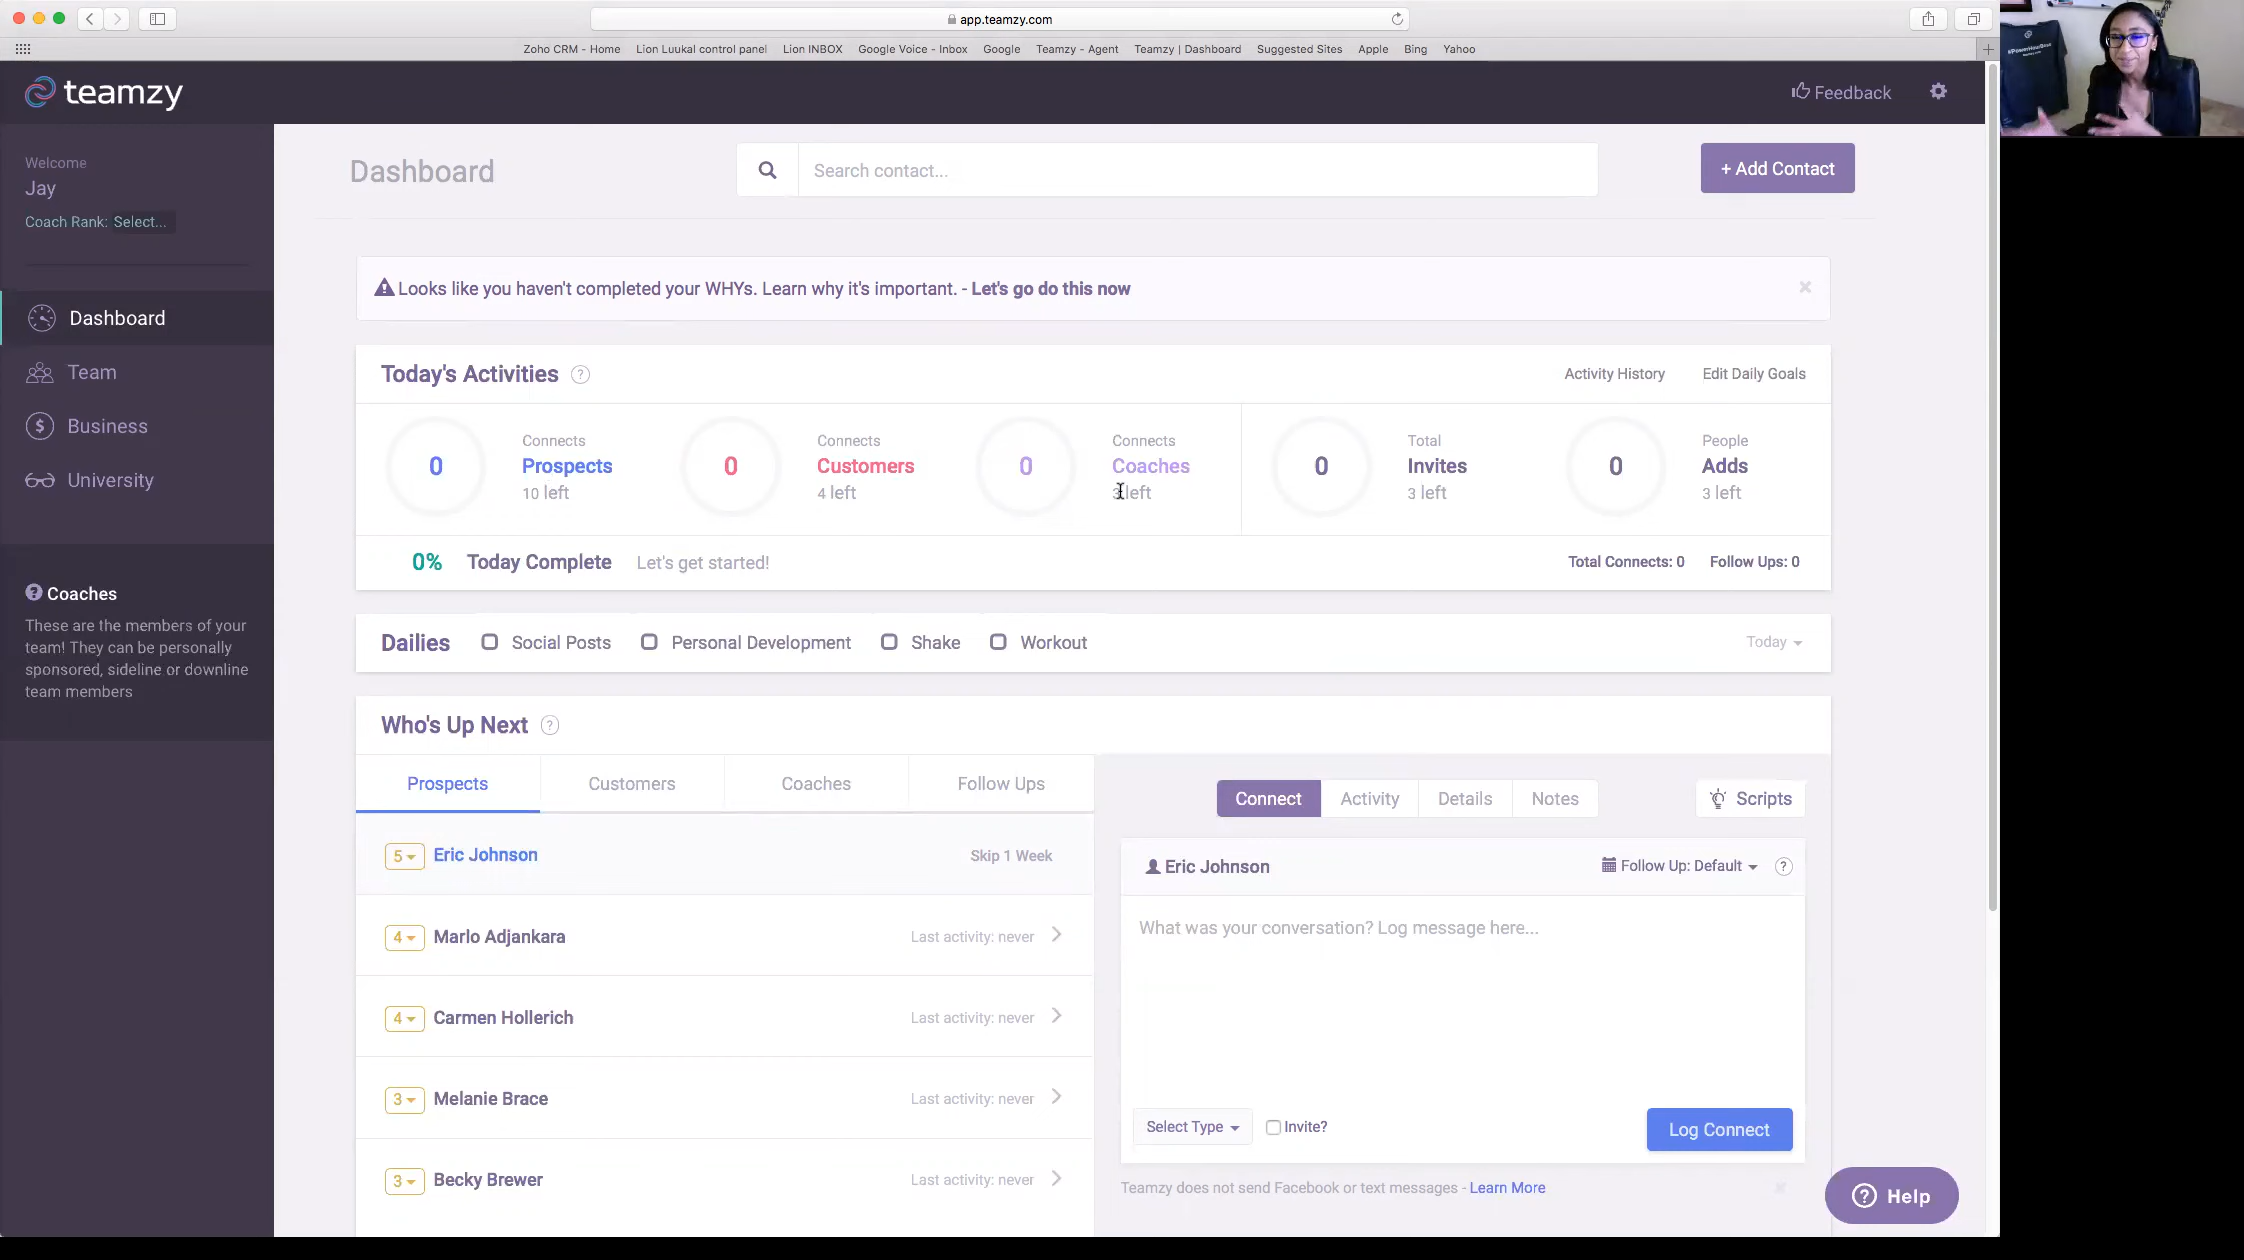 app.teamzy.com
Zoho CRM - Home Lion Luukal control panel Lion INBOX Google Voice - Inbox Google Teamzy - Agent Teamzy | Dashboard Suggested Sites Apple Bing Yahoo
teamzy
Feedback
Welcome
Jay
Coach Rank: Select...
Dashboard
Team
Business
University
Coaches
These are the members of your
team! They can be personally
sponsored, sideline or downline
team members
Dashboard
Search contact...
+ Add Contact
Looks like you haven't completed your WHYs. Learn why it's important. - Let's go do this now
Today's Activities ?
Activity History Edit Daily Goals
0 Connects Prospects 10 left
0 Connects Customers 4 left
0 Connects Coaches 3 left
0 Total Invites 3 left
0 People Adds 3 left
0% Today Complete Let's get started!
Total Connects: 0 Follow Ups: 0
Dailies Social Posts Personal Development Shake Workout Today
Who's Up Next ?
Prospects Customers Coaches Follow Ups
5 Eric Johnson Skip 1 Week
4 Marlo Adjankara Last activity: never
4 Carmen Hollerich Last activity: never
3 Melanie Brace Last activity: never
3 Becky Brewer Last activity: never
Connect Activity Details Notes Scripts
Eric Johnson Follow Up: Default ?
What was your conversation? Log message here...
Select Type Invite? Log Connect
Teamzy does not send Facebook or text messages - Learn More
? Help